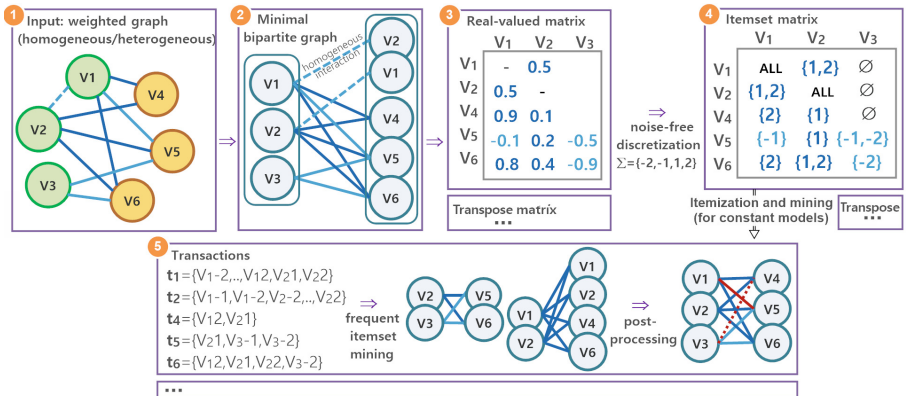 1 Input: weighted graph
(homogeneous/heterogeneous)
V1
V4
V2
V5
V3
V6
2 Minimal
bipartite graph
homogeneous
interaction
V2
V1
V1
V2
V4
V3
V5
V6
3 Real-valued matrix
V1 V2 V3
V1 - 0.5
V2 0.5 -
V4 0.9 0.1
V5 -0.1 0.2 -0.5
V6 0.8 0.4 -0.9
Transpose matrix
...
noise-free
discretization
Σ={-2,-1,1,2}
4 Itemset matrix
V1 V2 V3
V1 ALL {1,2} ∅
V2 {1,2} ALL ∅
V4 {2} {1} ∅
V5 {-1} {1} {-1,-2}
V6 {2} {1,2} {-2}
Itemization and mining
(for constant models)
Transpose
...
5 Transactions
t1={V1-2,..,V12,V21,V22}
t2={V1-1,V1-2,V2-2,..,V22}
t4={V12,V21}
t5={V21,V3-1,V3-2}
t6={V12,V21,V22,V3-2}
frequent
itemset
mining
V2 V5
V3 V6
V1
V2
V1
V2
V4
V6
post-
processing
V1 V4
V2 V5
V3 V6
...